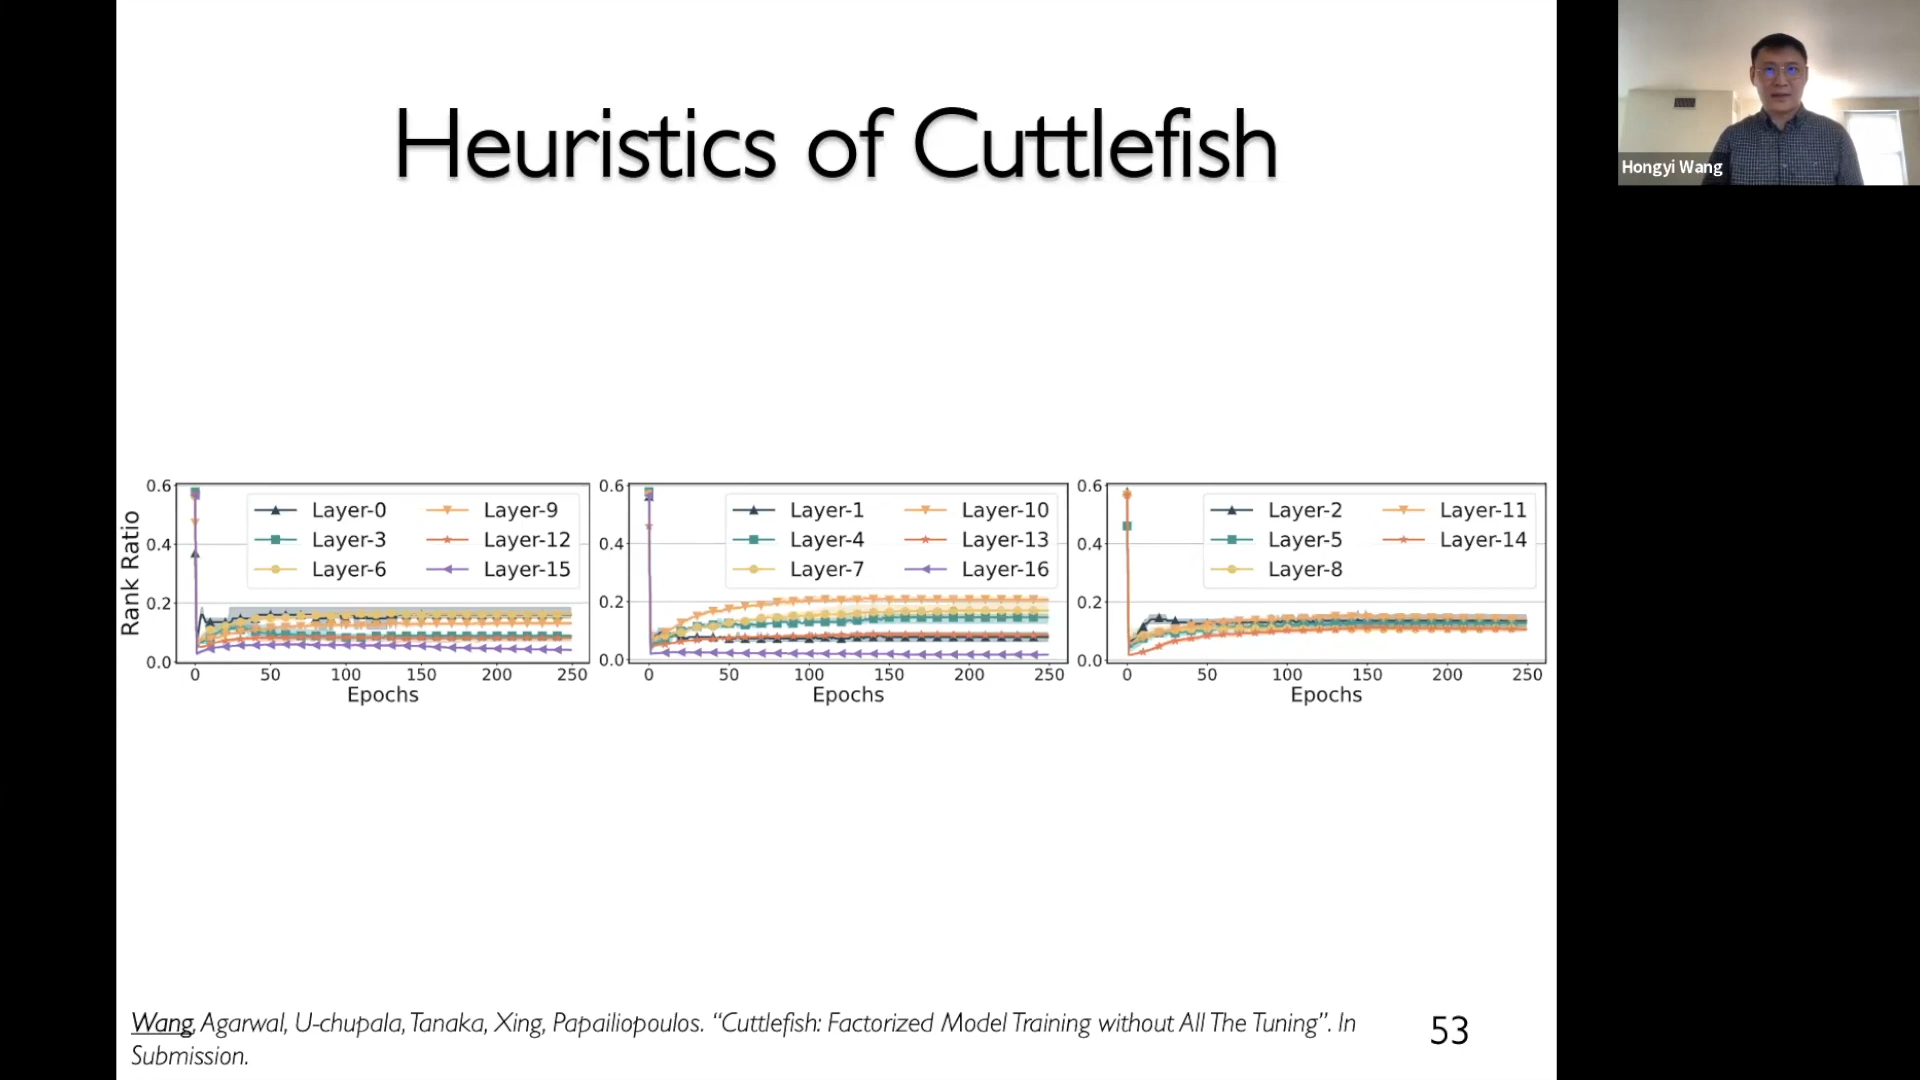 Heuristics of Cuttlefish
Hongyi Wang
Rank Ratio
0.6
0.4
0.2
0.0
Layer-0
Layer-3
Layer-6
Layer-9
Layer-12
Layer-15
0 50 100 150 200 250
Epochs
0.6
0.4
0.2
0.0
Layer-1
Layer-4
Layer-7
Layer-10
Layer-13
Layer-16
0 50 100 150 200 250
Epochs
0.6
0.4
0.2
0.0
Layer-2
Layer-5
Layer-8
Layer-11
Layer-14
0 50 100 150 200 250
Epochs
Wang, Agarwal, U-chupala, Tanaka, Xing, Papailiopoulos. “Cuttlefish: Factorized Model Training without All The Tuning”. In
Submission.
53